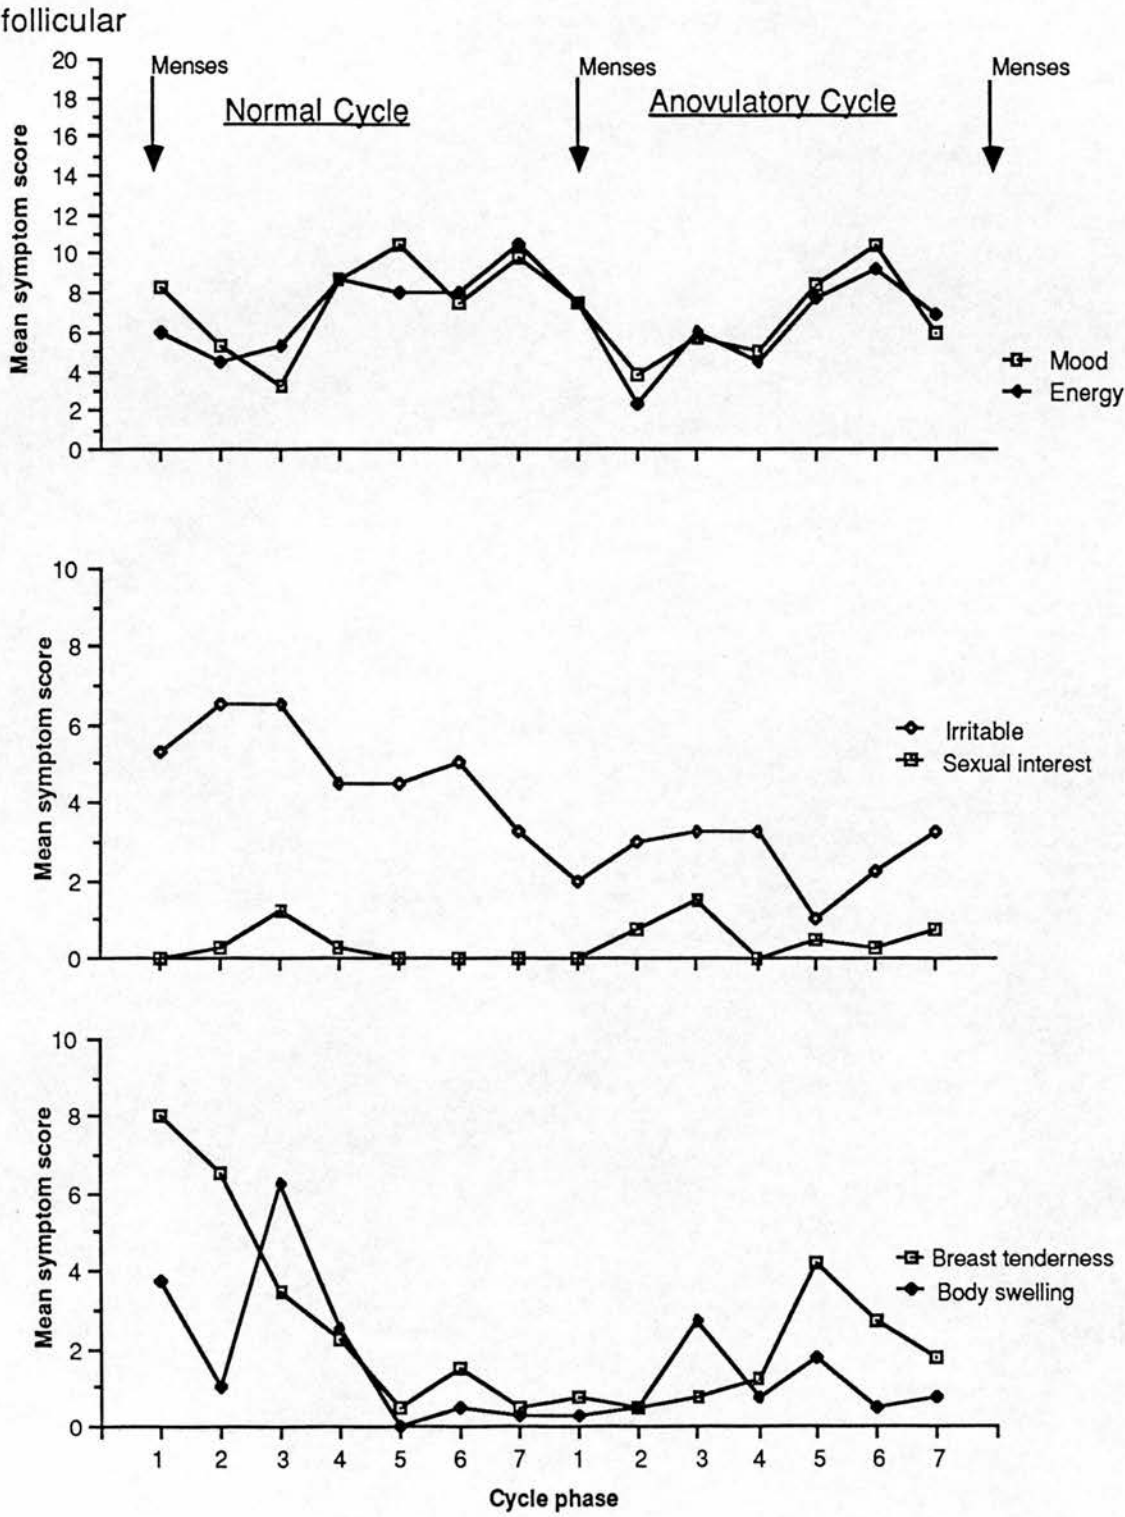 follicular
Menses
Menses
Menses
Normal Cycle
Anovulatory Cycle
Mean symptom score
20
18
16
14
12
10
8
6
4
2
0
Mood
Energy
Mean symptom score
10
8
6
4
2
0
Irritable
Sexual interest
Mean symptom score
10
8
6
4
2
0
Breast tenderness
Body swelling
1 2 3 4 5 6 7 1 2 3 4 5 6 7
Cycle phase